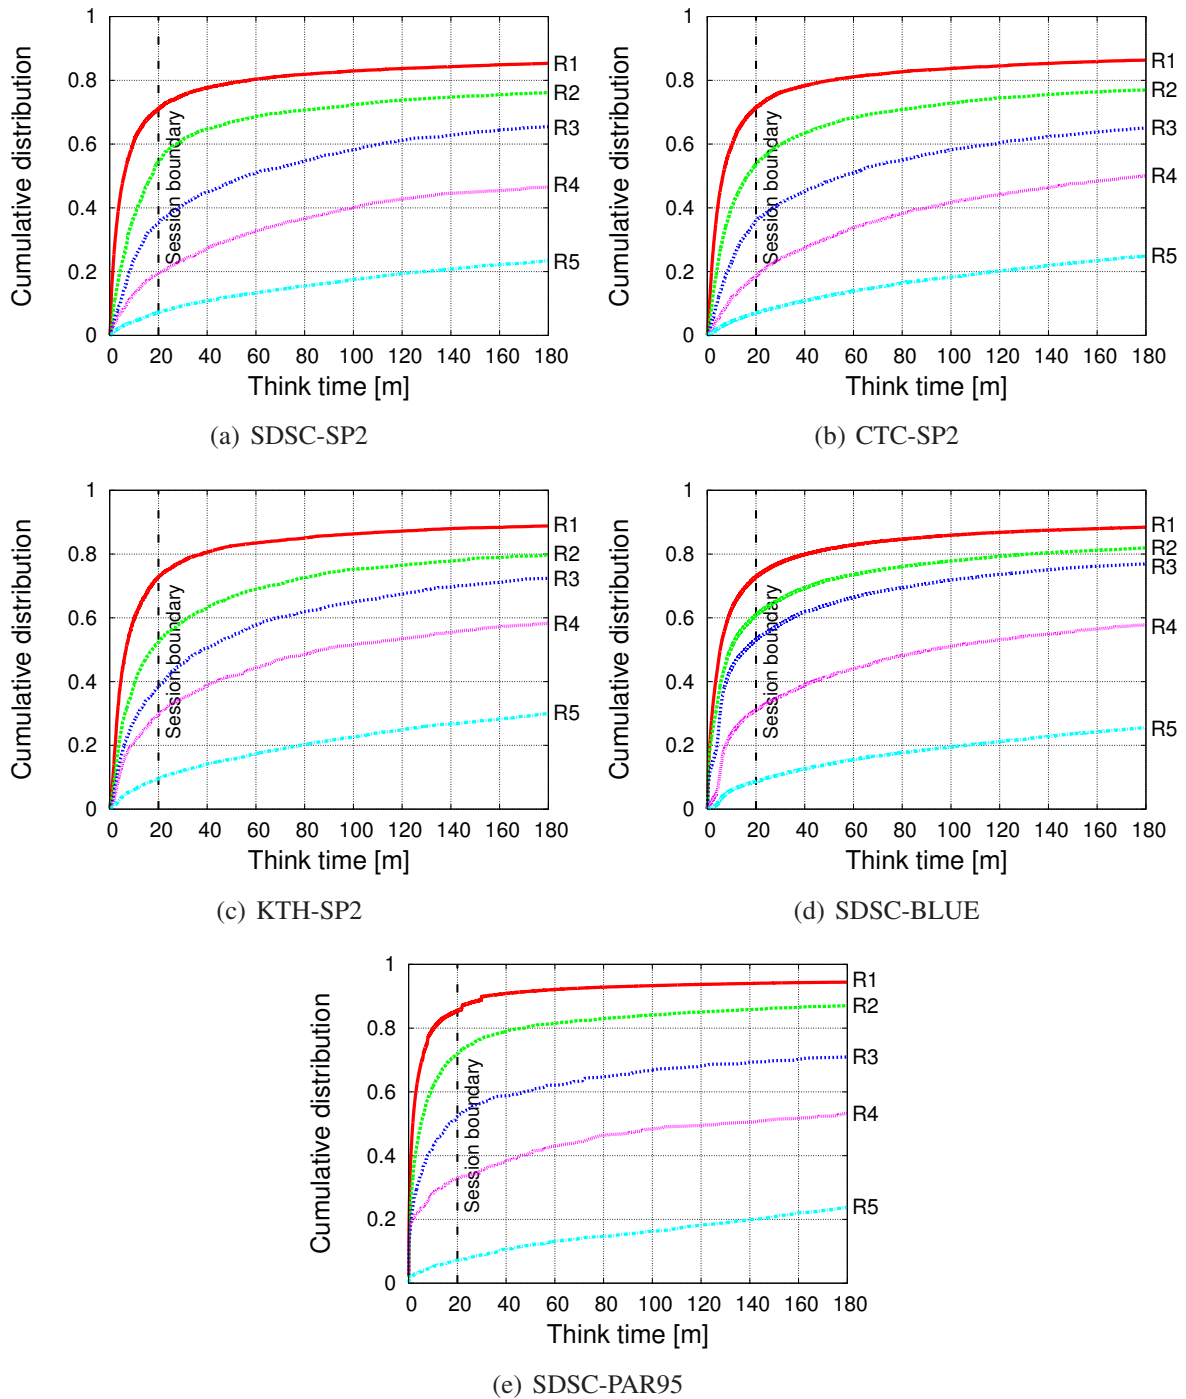 1
0.8
0.6
0.4
0.2
0
Cumulative distribution
Session boundary
R1
R2
R3
R4
R5
0 20 40 60 80 100 120 140 160 180
Think time [m]
(a) SDSC-SP2
1
0.8
0.6
0.4
0.2
0
Cumulative distribution
Session boundary
R1
R2
R3
R4
R5
0 20 40 60 80 100 120 140 160 180
Think time [m]
(b) CTC-SP2
1
0.8
0.6
0.4
0.2
0
Cumulative distribution
Session boundary
R1
R2
R3
R4
R5
0 20 40 60 80 100 120 140 160 180
Think time [m]
(c) KTH-SP2
1
0.8
0.6
0.4
0.2
0
Cumulative distribution
Session boundary
R1
R2
R3
R4
R5
0 20 40 60 80 100 120 140 160 180
Think time [m]
(d) SDSC-BLUE
1
0.8
0.6
0.4
0.2
0
Cumulative distribution
Session boundary
R1
R2
R3
R4
R5
0 20 40 60 80 100 120 140 160 180
Think time [m]
(e) SDSC-PAR95